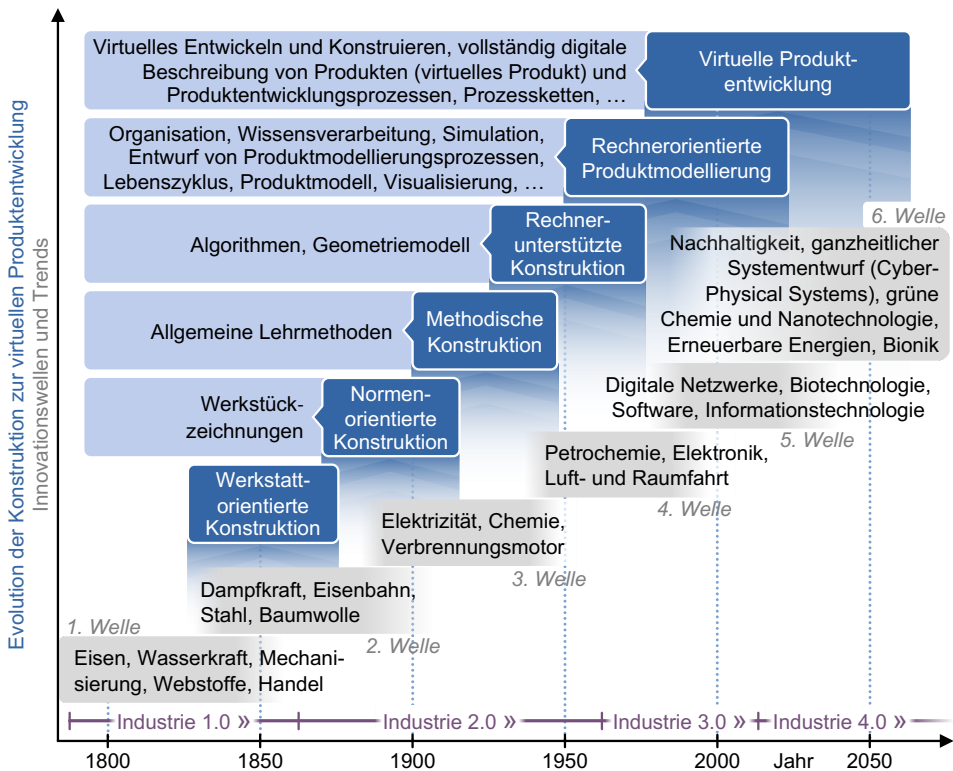 Evolution der Konstruktion zur virtuellen Produktentwicklung
Innovationswellen und Trends
Virtuelles Entwickeln und Konstruieren, vollständig digitale
Beschreibung von Produkten (virtuelles Produkt) und
Produktentwicklungsprozessen, Prozessketten, …
Virtuelle Produkt-
entwicklung
Organisation, Wissensverarbeitung, Simulation,
Entwurf von Produktmodellierungsprozessen,
Lebenszyklus, Produktmodell, Visualisierung, …
Rechnerorientierte
Produktmodellierung
Algorithmen, Geometriemodell
Rechner-
unterstützte
Konstruktion
6. Welle
Nachhaltigkeit, ganzheitlicher
Systementwurf (Cyber-
Physical Systems), grüne
Chemie und Nanotechnologie,
Erneuerbare Energien, Bionik
Allgemeine Lehrmethoden
Methodische
Konstruktion
Werkstück-
zeichnungen
Normen-
orientierte
Konstruktion
Digitale Netzwerke, Biotechnologie,
Software, Informationstechnologie
5. Welle
Werkstatt-
orientierte
Konstruktion
Petrochemie, Elektronik,
Luft- und Raumfahrt
4. Welle
Elektrizität, Chemie,
Verbrennungsmotor
3. Welle
Dampfkraft, Eisenbahn,
Stahl, Baumwolle
2. Welle
1. Welle
Eisen, Wasserkraft, Mechani-
sierung, Webstoffe, Handel
Industrie 1.0 » Industrie 2.0 » Industrie 3.0 » Industrie 4.0 »
1800 1850 1900 1950 2000 Jahr 2050